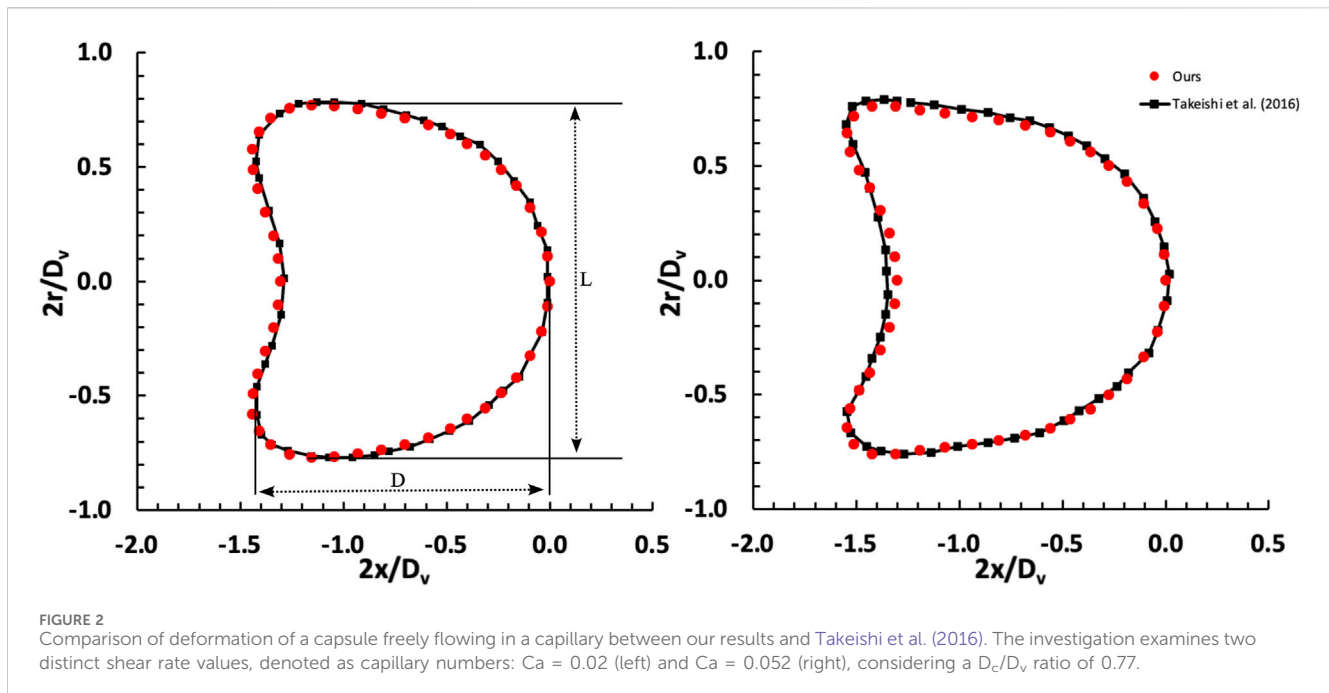 1.0
0.5
0.0
-0.5
-1.0
2r/Dᵥ
-2.0 -1.5 -1.0 -0.5 0.0 0.5
2x/Dᵥ
L
D
1.0
0.5
0.0
-0.5
-1.0
2r/Dᵥ
-2.0 -1.5 -1.0 -0.5 0.0 0.5
2x/Dᵥ
Ours
Takeishi et al. (2016)
FIGURE 2
Comparison of deformation of a capsule freely flowing in a capillary between our results and Takeishi et al. (2016). The investigation examines two
distinct shear rate values, denoted as capillary numbers: Ca = 0.02 (left) and Ca = 0.052 (right), considering a Dc/Dv ratio of 0.77.